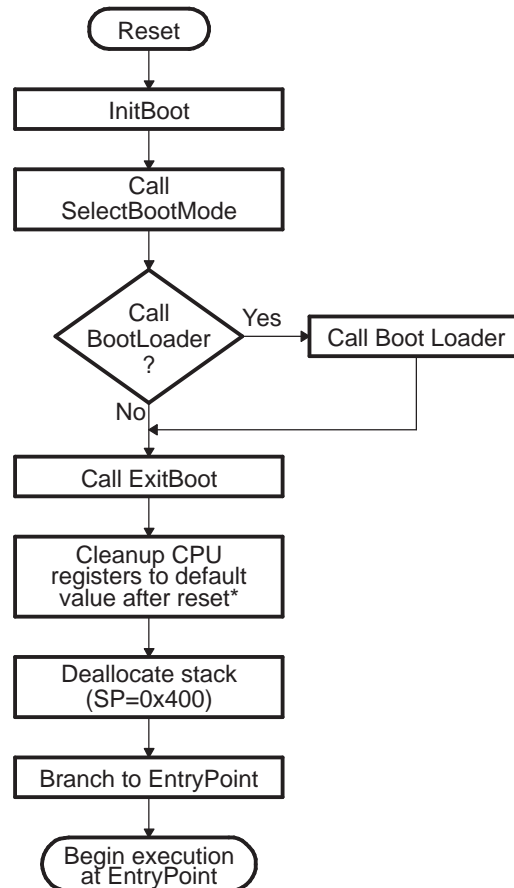 Reset
InitBoot
Call
SelectBootMode
Call
BootLoader
?
Yes
Call Boot Loader
No
Call ExitBoot
Cleanup CPU
registers to default
value after reset*
Deallocate stack
(SP=0x400)
Branch to EntryPoint
Begin execution
at EntryPoint